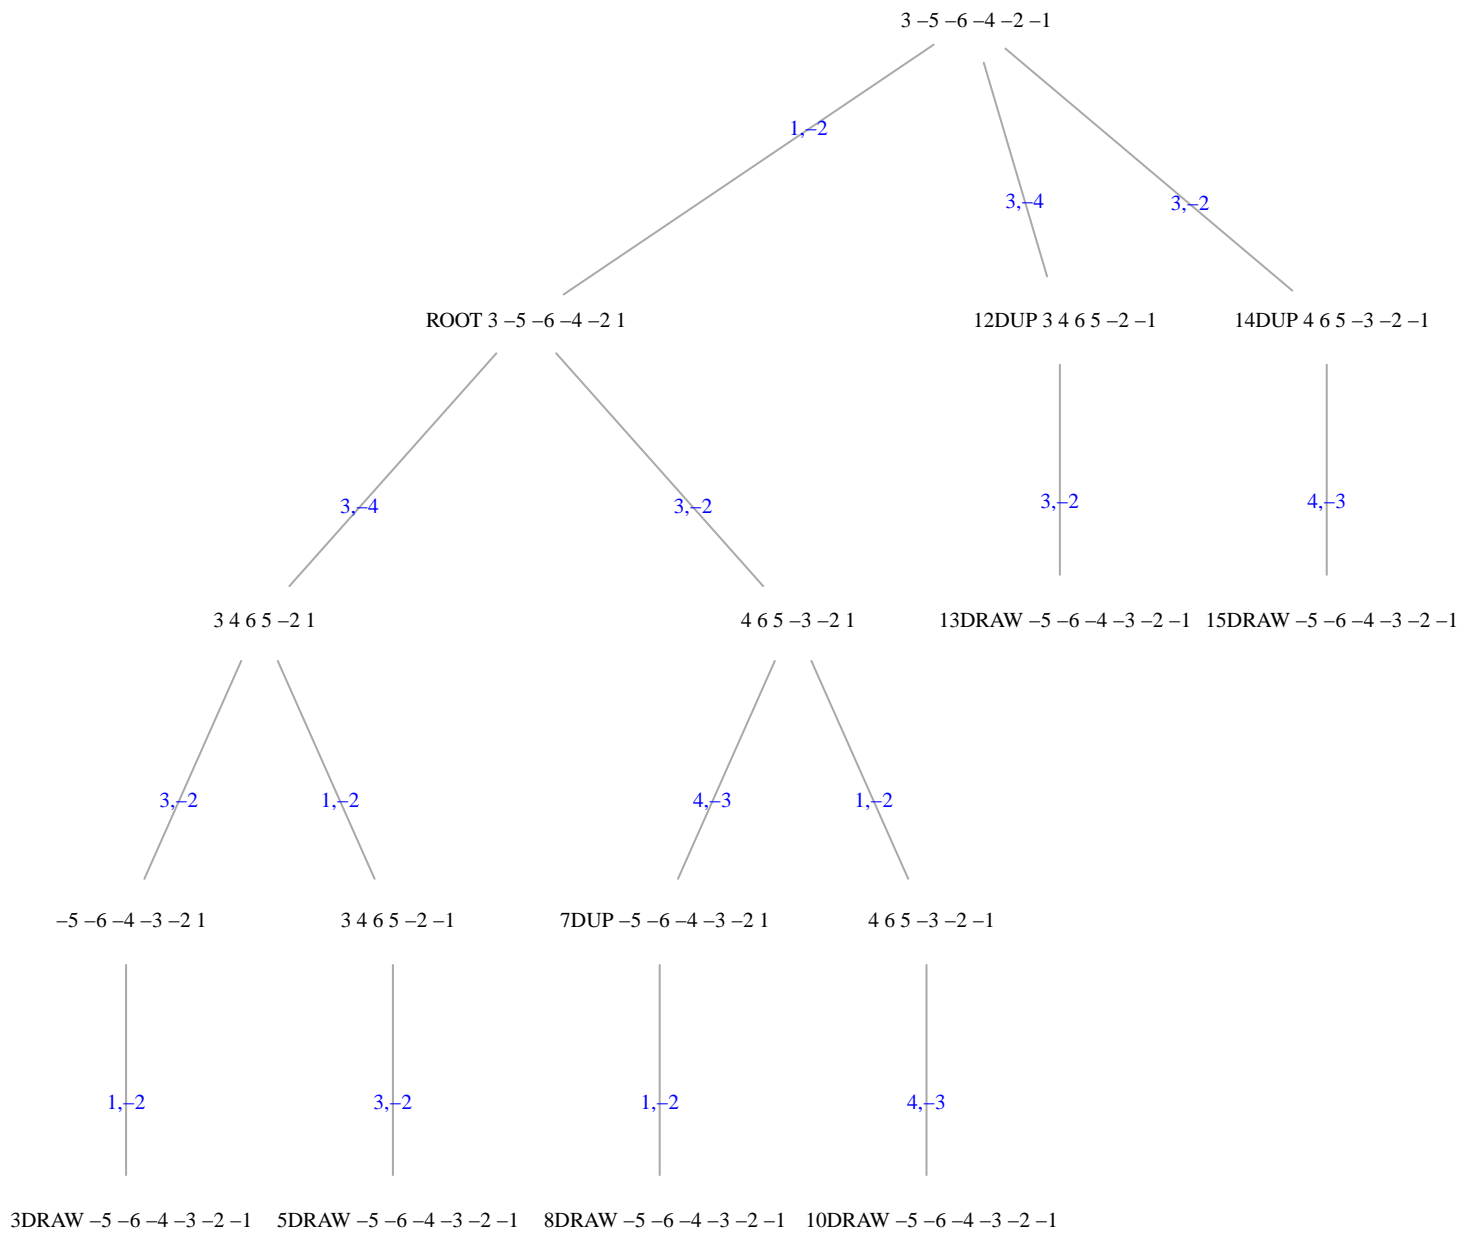 3 –5 –6 –4 –2 –1
1,–2
3,–4
3,–2
ROOT 3 –5 –6 –4 –2 1
12DUP 3 4 6 5 –2 –1
14DUP 4 6 5 –3 –2 –1
3,–4
3,–2
3,–2
4,–3
3 4 6 5 –2 1
4 6 5 –3 –2 1
13DRAW –5 –6 –4 –3 –2 –1
15DRAW –5 –6 –4 –3 –2 –1
3,–2
1,–2
4,–3
1,–2
–5 –6 –4 –3 –2 1
3 4 6 5 –2 –1
7DUP –5 –6 –4 –3 –2 1
4 6 5 –3 –2 –1
1,–2
3,–2
1,–2
4,–3
3DRAW –5 –6 –4 –3 –2 –1
5DRAW –5 –6 –4 –3 –2 –1
8DRAW –5 –6 –4 –3 –2 –1
10DRAW –5 –6 –4 –3 –2 –1